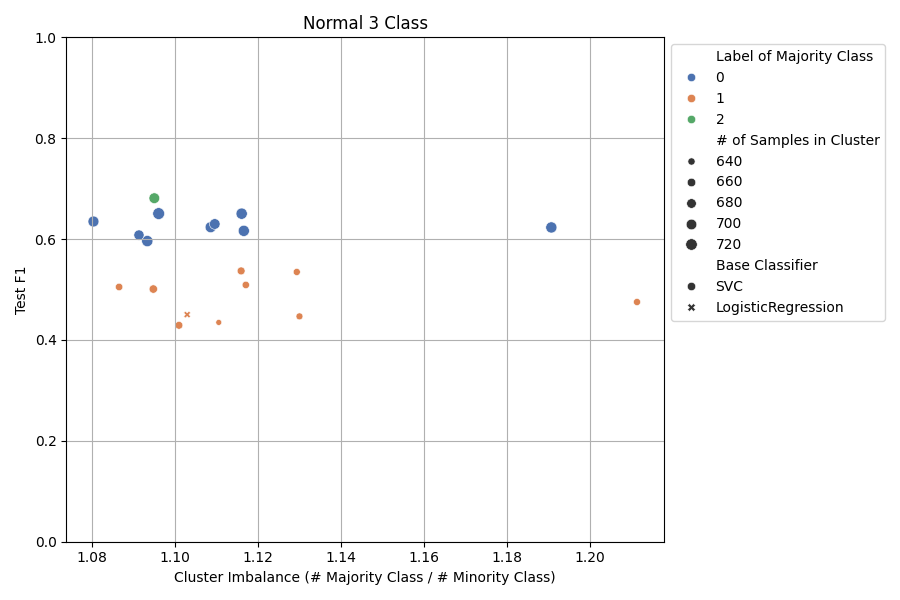 Normal 3 Class
1.0
0.8
0.6
0.4
0.2
0.0
Test F1
1.08 1.10 1.12 1.14 1.16 1.18 1.20
Cluster Imbalance (# Majority Class / # Minority Class)
Label of Majority Class
0
1
2
# of Samples in Cluster
640
660
680
700
720
Base Classifier
SVC
LogisticRegression